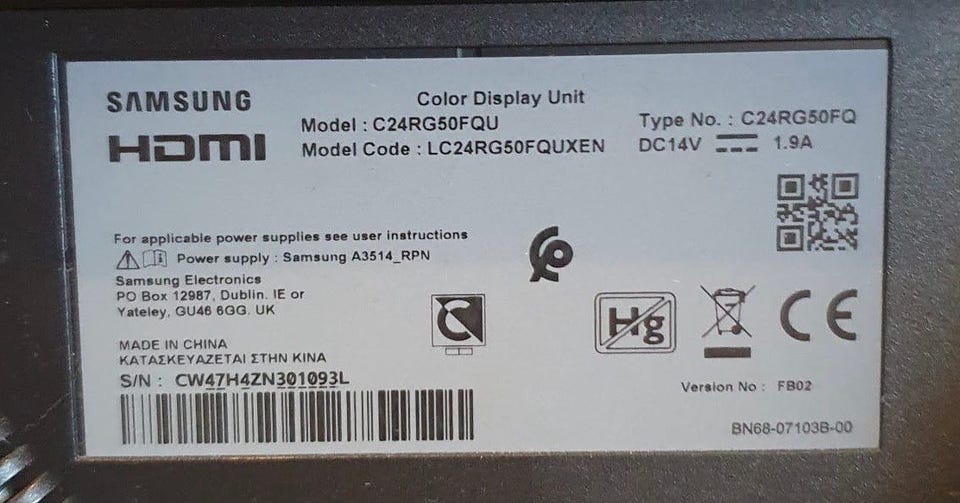 SAMSUNG
HDMI
Color Display Unit
Model : C24RG50FQU
Model Code : LC24RG50FQUXEN
Type No. : C24RG50FQ
DC14V 1.9A
For applicable power supplies see user instructions
Power supply : Samsung A3514_RPN
Samsung Electronics
PO Box 12987, Dublin. IE or
Yateley, GU46 6GG. UK
Hg
CE
MADE IN CHINA
ΚΑΤΑΣΚΕΥΑΖΕΤΑΙ ΣΤΗΝ ΚΙΝΑ
S/N : CW47H4ZN301093L
Version No : FB02
BN68-07103B-00